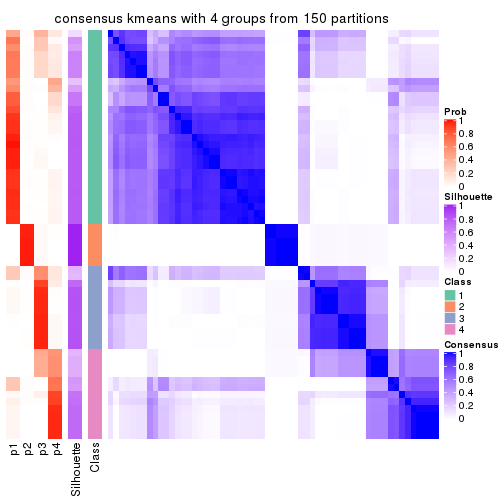 consensus kmeans with 4 groups from 150 partitions
Prob
1
0.8
0.6
0.4
0.2
0
Silhouette
1
0.8
0.6
0.4
0.2
0
Class
1
2
3
4
Consensus
1
0.8
0.6
0.4
0.2
0
p1
p2
p3
p4
Silhouette
Class